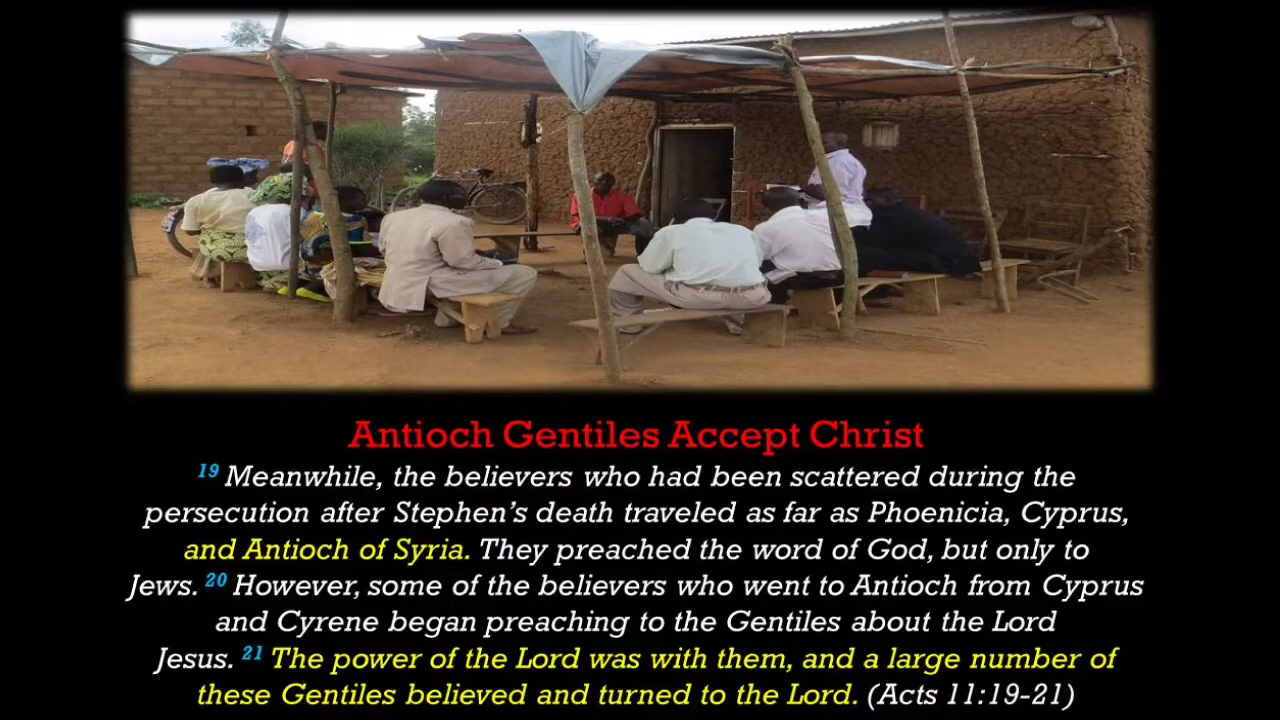 Antioch Gentiles Accept Christ
19 Meanwhile, the believers who had been scattered during the
persecution after Stephen’s death traveled as far as Phoenicia, Cyprus,
and Antioch of Syria. They preached the word of God, but only to
Jews. 20 However, some of the believers who went to Antioch from Cyprus
and Cyrene began preaching to the Gentiles about the Lord
Jesus. 21 The power of the Lord was with them, and a large number of
these Gentiles believed and turned to the Lord. (Acts 11:19-21)